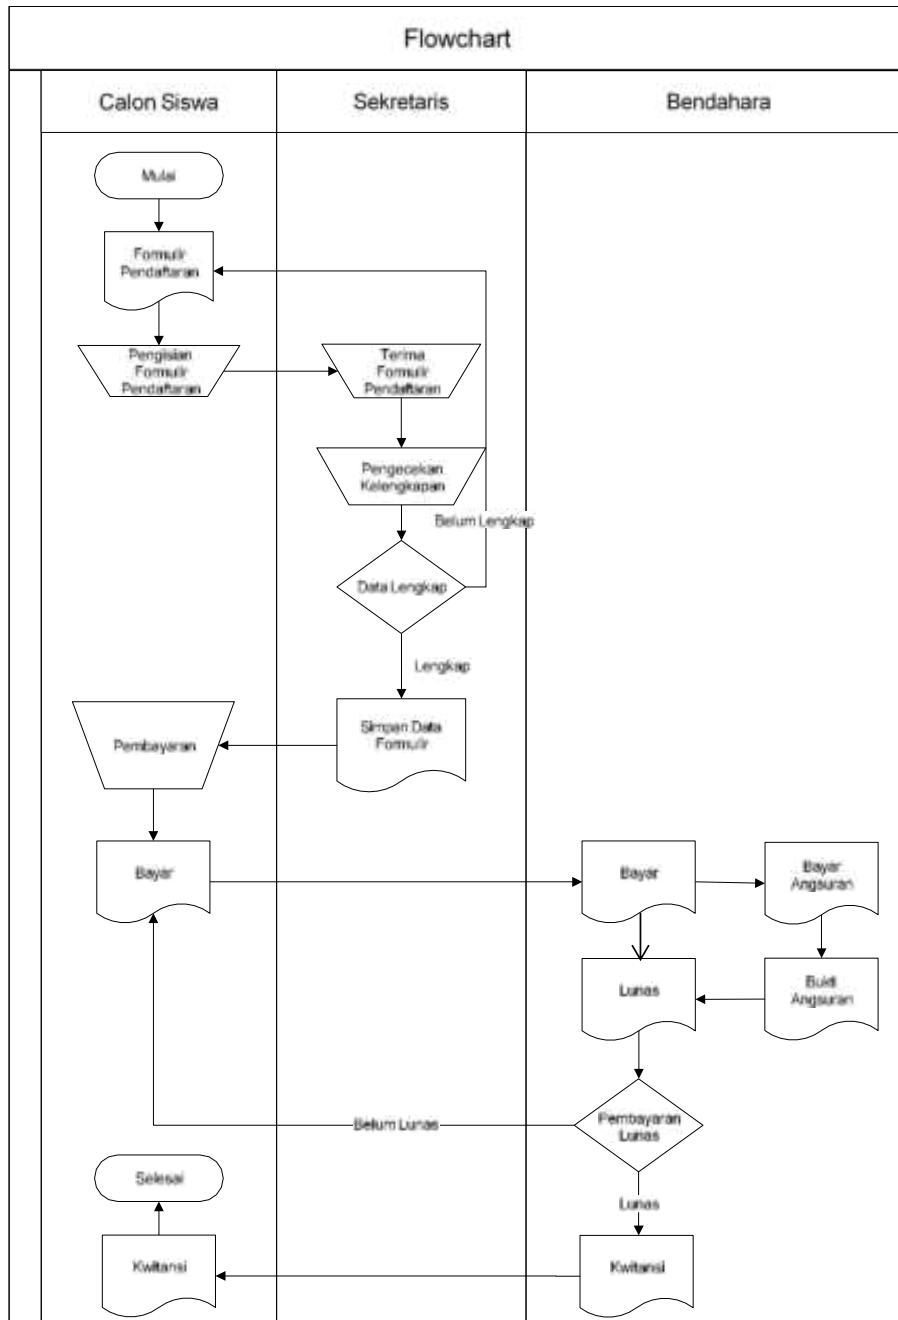 Flowchart
Calon Siswa
Sekretaris
Bendahara
Mulai
Formulir
Pendaftaran
Pengisian
Formulir
Pendaftaran
Terima
Formulir
Pendaftaran
Pengecekan
Kelengkapan
Belum Lengkap
Data Lengkap
Lengkap
Simpan Data
Formulir
Pembayaran
Bayar
Bayar
Bayar
Angsuran
Lunas
Bukti
Angsuran
Belum Lunas
Pembayaran
Lunas
Selesai
Lunas
Kwitansi
Kwitansi